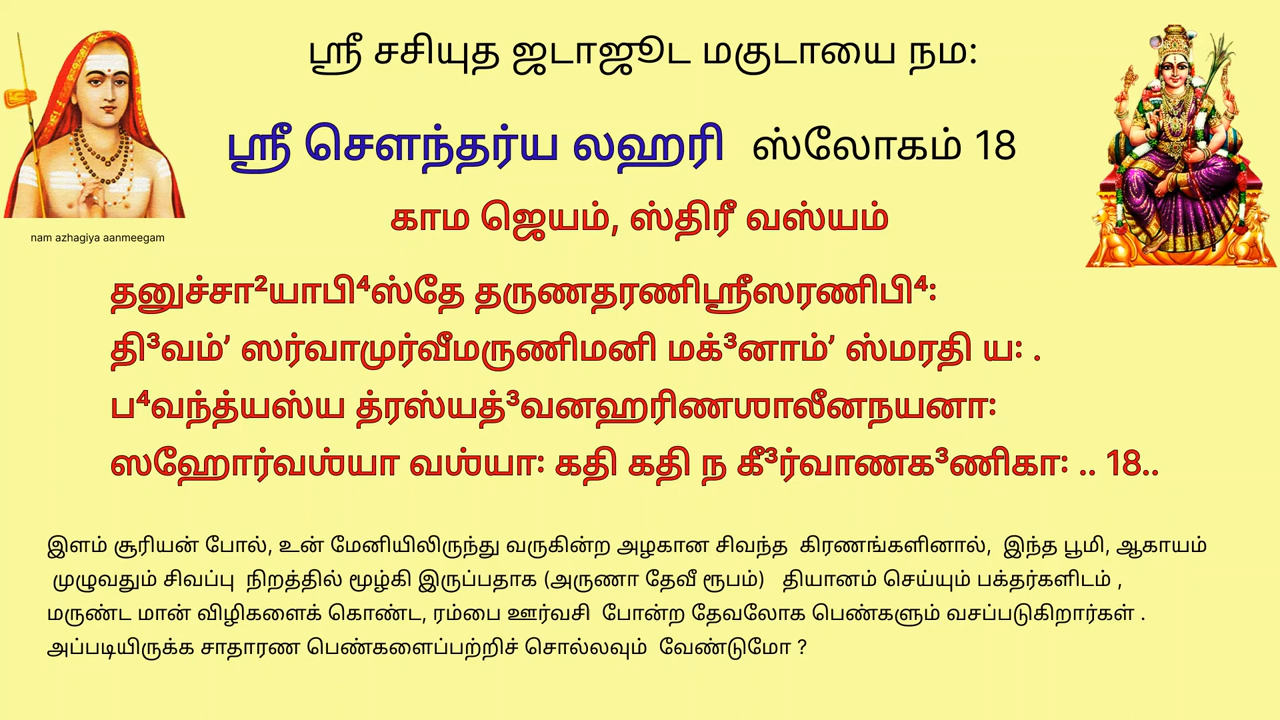 ஸ்ரீ சசியுத ஜடாஜூட மகுடாயை நம:
ஸ்ரீ சௌந்தர்ய லஹரி ஸ்லோகம் 18
காம ஜெயம், ஸ்திரீ வஸ்யம்
nam azhagiya aanmeegam
தனுச்சா²யாபி⁴ஸ்தே தருணதரணிஶ்ரீஸரணிபி⁴꞉
தி³வம்ʼ ஸர்வாமுர்வீமருணிமனி மக்³னாம்ʼ ஸ்மரதி ய꞉ .
ப⁴வந்த்யஸ்ய த்ரஸ்யத்³வனஹரிணஶாலீனநயனா꞉
ஸஹோர்வஶ்யா வஶ்யா꞉ கதி கதி ந கீ³ர்வாணக³ணிகா꞉ .. 18..
இளம் சூரியன் போல், உன் மேனியிலிருந்து வருகின்ற அழகான சிவந்த கிரணங்களினால், இந்த பூமி, ஆகாயம்
முழுவதும் சிவப்பு நிறத்தில் மூழ்கி இருப்பதாக (அருணா தேவீ ரூபம்) தியானம் செய்யும் பக்தர்களிடம் ,
மருண்ட மான் விழிகளைக் கொண்ட, ரம்பை ஊர்வசி போன்ற தேவலோக பெண்களும் வசப்படுகிறார்கள் .
அப்படியிருக்க சாதாரண பெண்களைப்பற்றிச் சொல்லவும் வேண்டுமோ ?